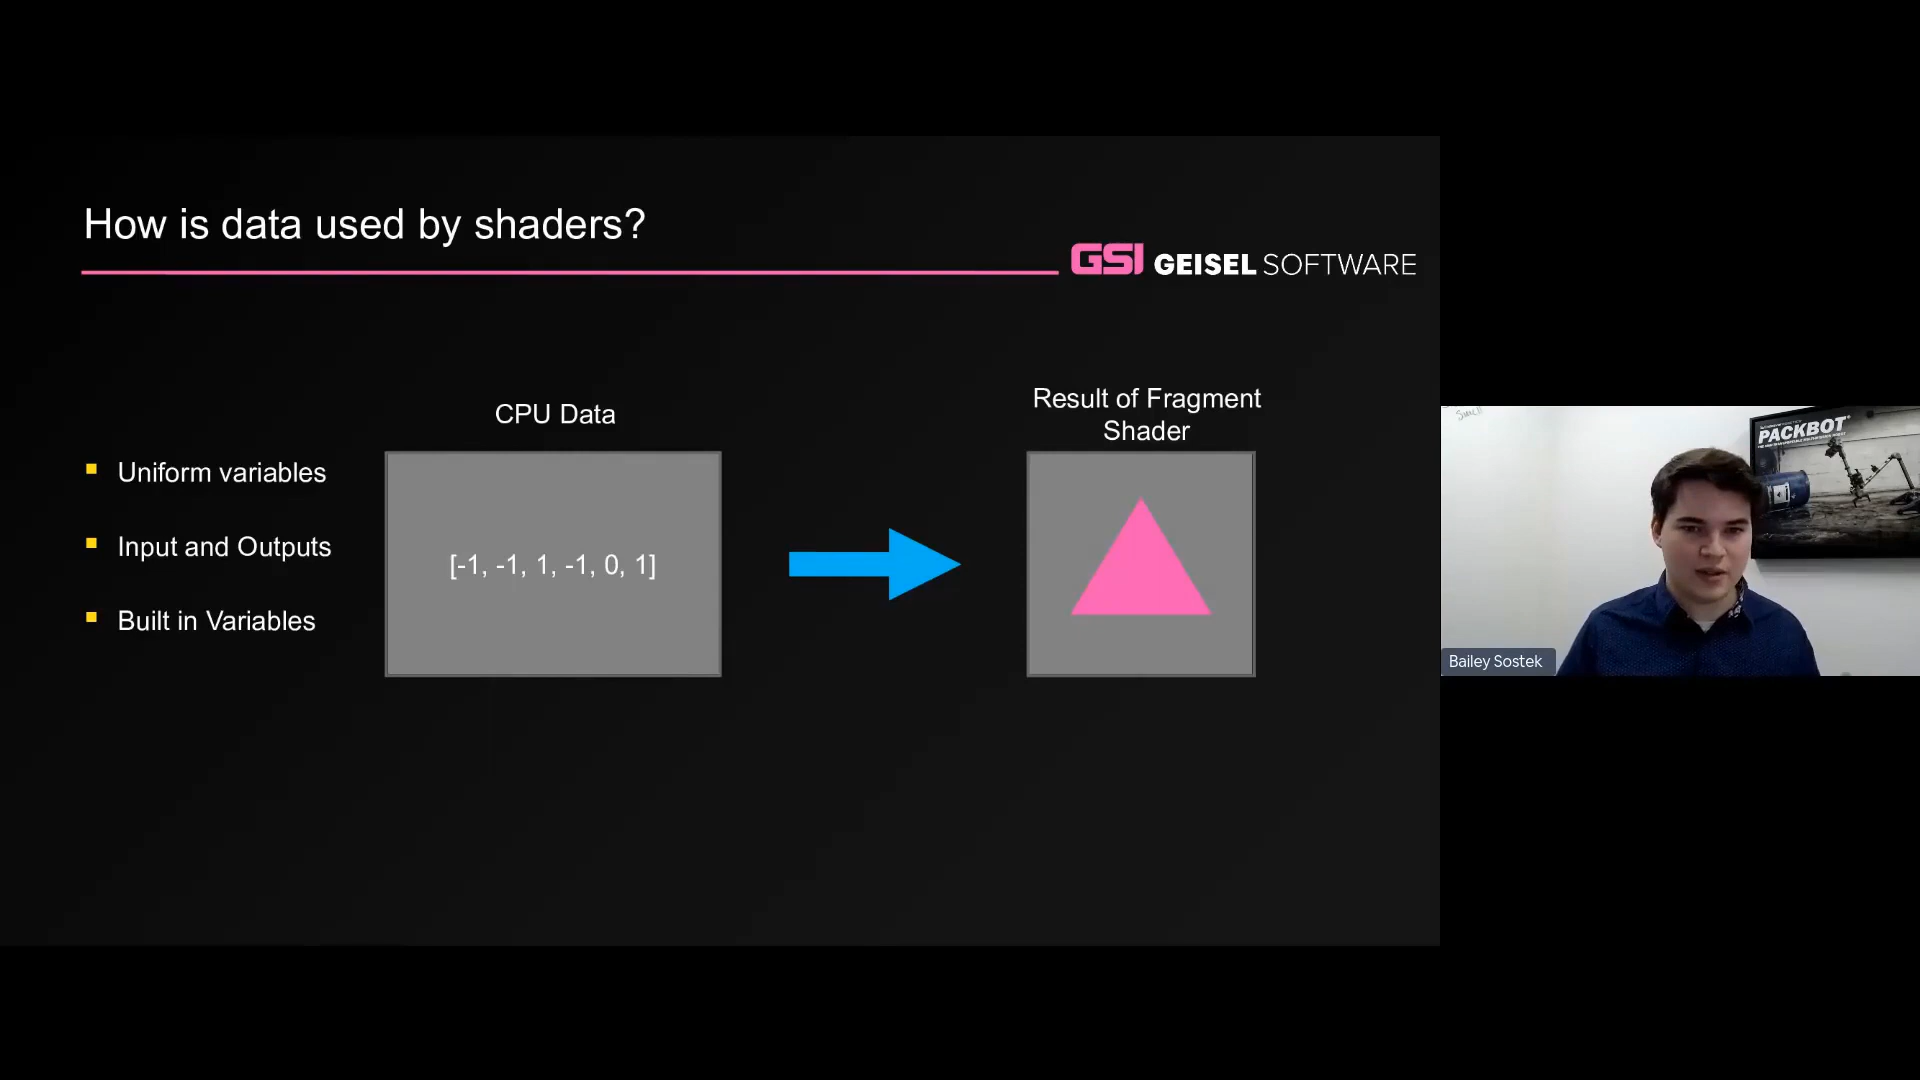 How is data used by shaders?
GSI GEISEL SOFTWARE
CPU Data
Result of Fragment
Shader
Uniform variables
Input and Outputs
Built in Variables
[-1, -1, 1, -1, 0, 1]
PACKBOT
Bailey Sostek